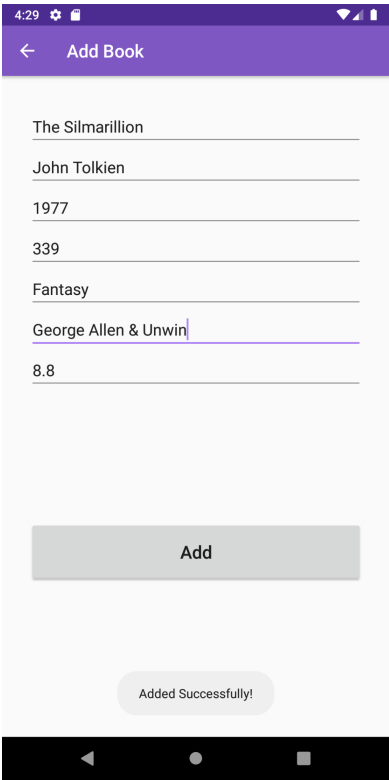 4:29
Add Book
The Silmarillion
John Tolkien
1977
339
Fantasy
George Allen & Unwin
8.8
Add
Added Successfully!